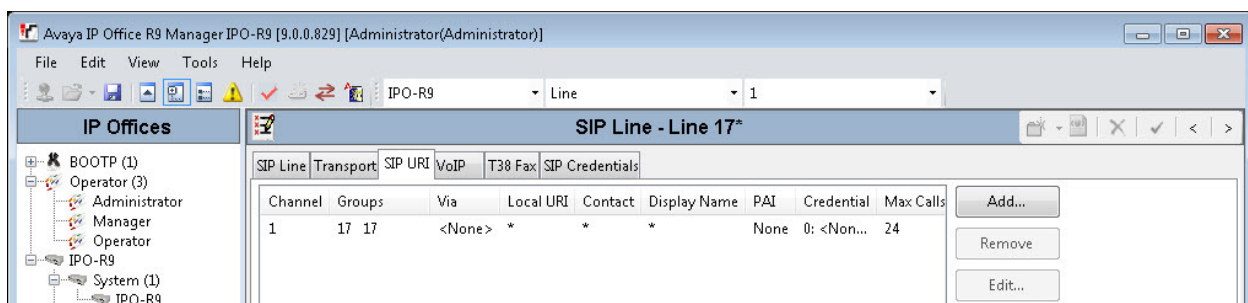 Avaya IP Office R9 Manager IPO-R9 [9.0.0.829] [Administrator(Administrator)]
File Edit View Tools Help
IPO-R9 Line 1
IP Offices
BOOTP (1)
Operator (3)
Administrator
Manager
Operator
IPO-R9
System (1)
IPO-R9
SIP Line - Line 17*
SIP Line Transport SIP URI VoIP T38 Fax SIP Credentials
Channel Groups Via Local URI Contact Display Name PAI Credential Max Calls
1 17 17 <None> * * * None 0: <Non... 24
Add...
Remove
Edit...